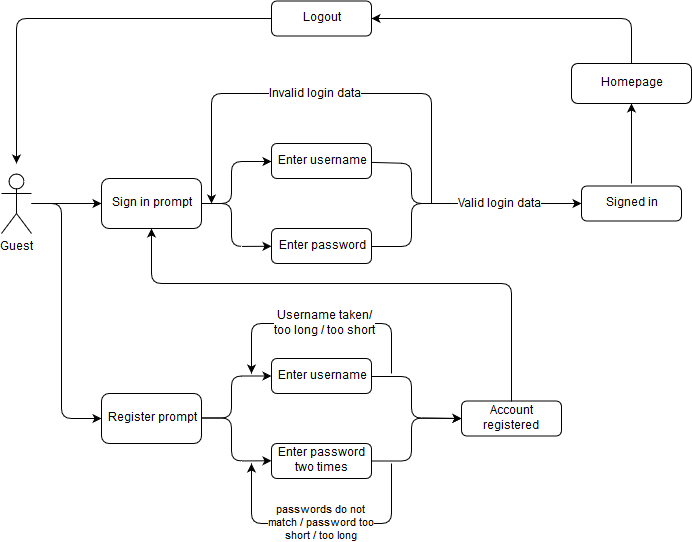 Logout
Homepage
Invalid login data
Enter username
Sign in prompt
Valid login data
Signed in
Guest
Enter password
Username taken/
too long / too short
Enter username
Register prompt
Account
registered
Enter password
two times
passwords do not
match / password too
short / too long